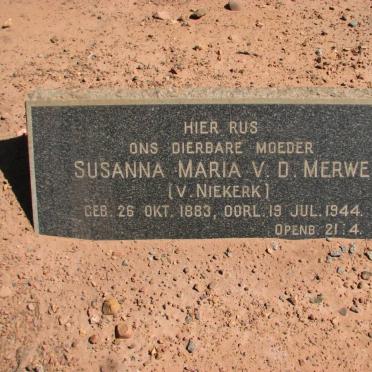 HIER RUS
ONS DIERBARE MOEDER
SUSANNA MARIA V. D. MERWE
(V. NIEKERK)
GEB. 26 OKT. 1883, OORL. 19 JUL. 1944.
OPENB. 21:4.